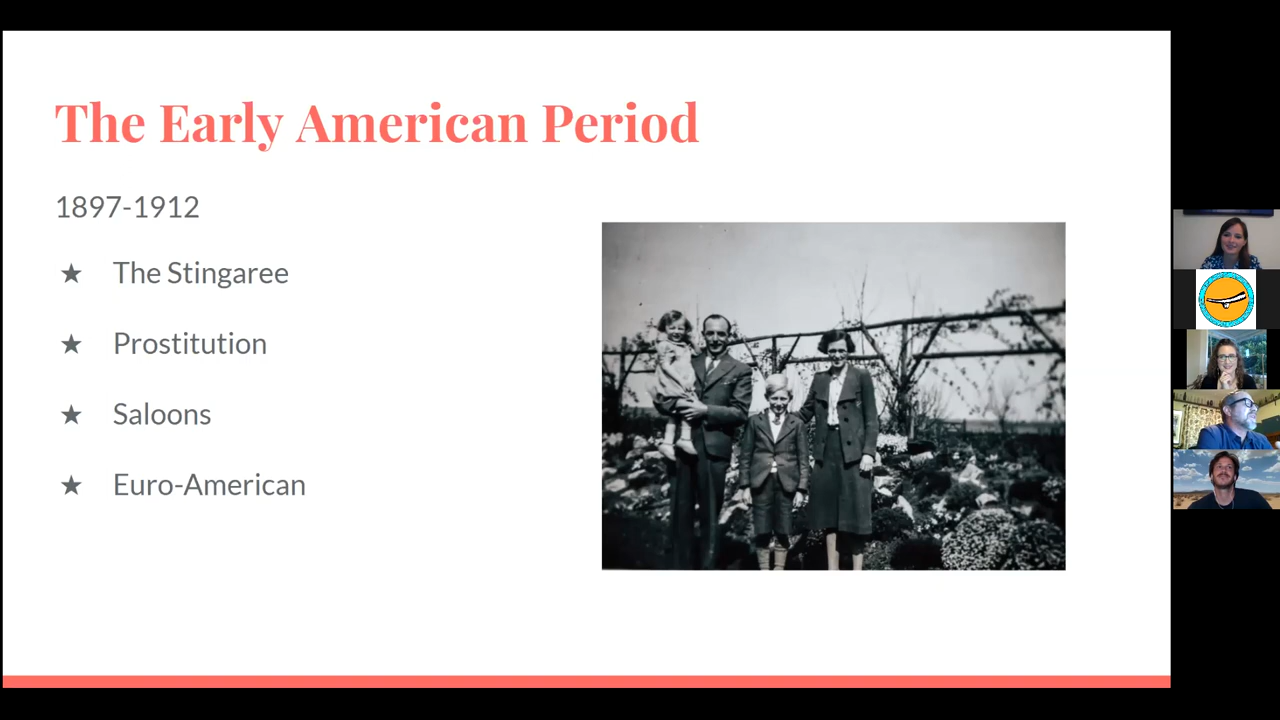 The Early American Period
1897-1912
★ The Stingaree
★ Prostitution
★ Saloons
★ Euro-American